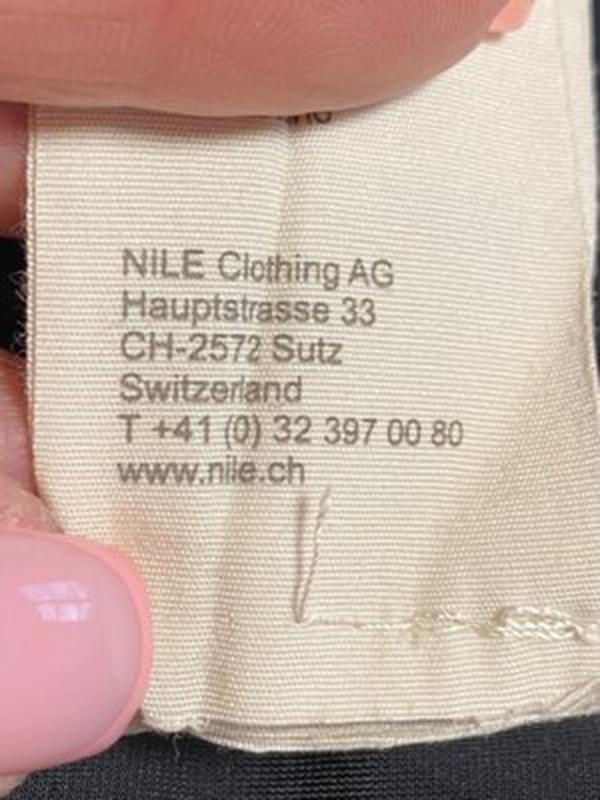 NILE Clothing AG
Hauptstrasse 33
CH-2572 Sutz
Switzerland
T +41 (0) 32 397 00 80
www.nile.ch